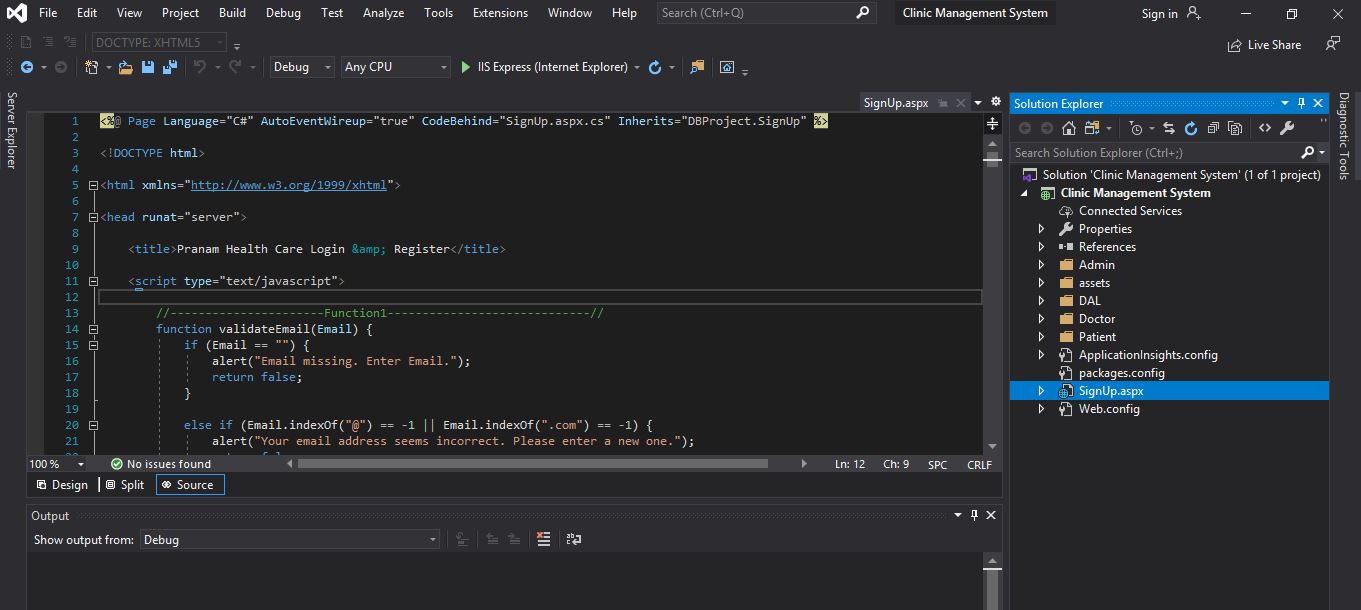 File Edit View Project Build Debug Test Analyze Tools Extensions Window Help Search (Ctrl+Q) Clinic Management System Sign in
DOCTYPE: XHTML5
Live Share
Debug Any CPU IIS Express (Internet Explorer)
Server Explorer
SignUp.aspx
1 <%@ Page Language="C#" AutoEventWireup="true" CodeBehind="SignUp.aspx.cs" Inherits="DBProject.SignUp" %>
2
3 <!DOCTYPE html>
4
5 <html xmlns="http://www.w3.org/1999/xhtml">
6
7 <head runat="server">
8
9 <title>Pranam Health Care Login &amp; Register</title>
10
11 <script type="text/javascript">
12
13 //----------------------Function1-----------------------------//
14 function validateEmail(Email) {
15 if (Email == "") {
16 alert("Email missing. Enter Email.");
17 return false;
18 }
19
20 else if (Email.indexOf("@") == -1 || Email.indexOf(".com") == -1) {
21 alert("Your email address seems incorrect. Please enter a new one.");
100 % No issues found Ln: 12 Ch: 9 SPC CRLF
Design Split Source
Output
Show output from: Debug
Solution Explorer
Search Solution Explorer (Ctrl+;)
Solution 'Clinic Management System' (1 of 1 project)
Clinic Management System
Connected Services
Properties
References
Admin
assets
DAL
Doctor
Patient
ApplicationInsights.config
packages.config
SignUp.aspx
Web.config
Diagnostic Tools